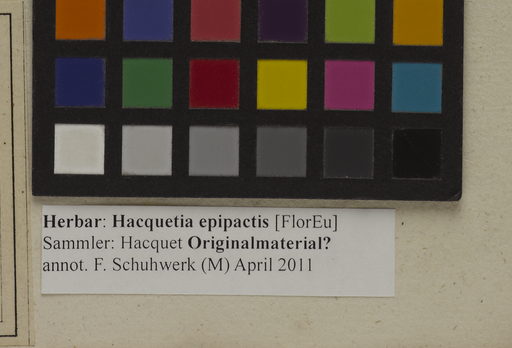 Herbar: Hacquetia epipactis [FlorEu]
Sammler: Hacquet Originalmaterial?
annot. F. Schuhwerk (M) April 2011